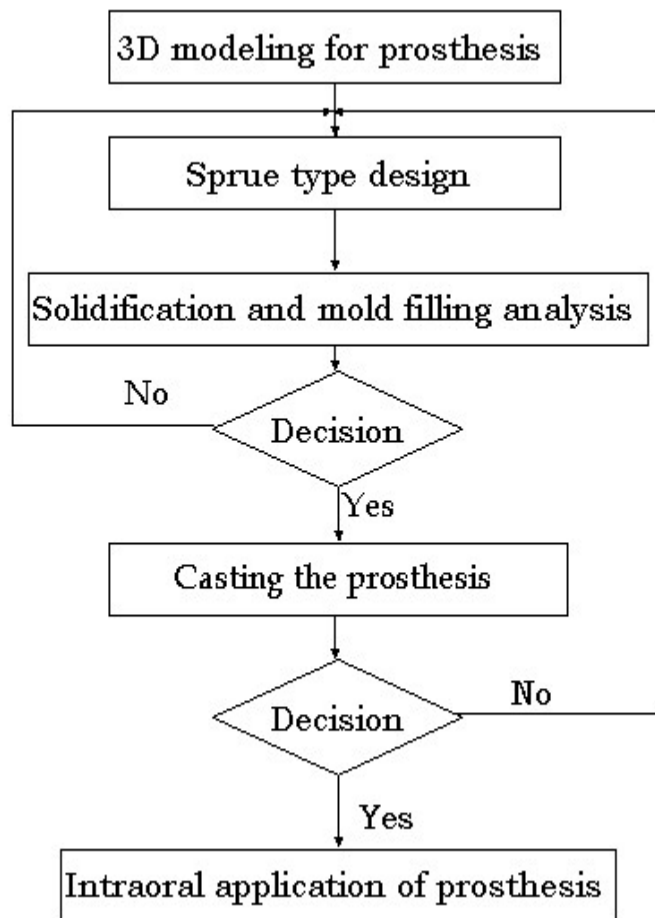 3D modeling for prosthesis
Sprue type design
Solidification and mold filling analysis
No
Decision
Yes
Casting the prosthesis
Decision
No
Yes
Intraoral application of prosthesis